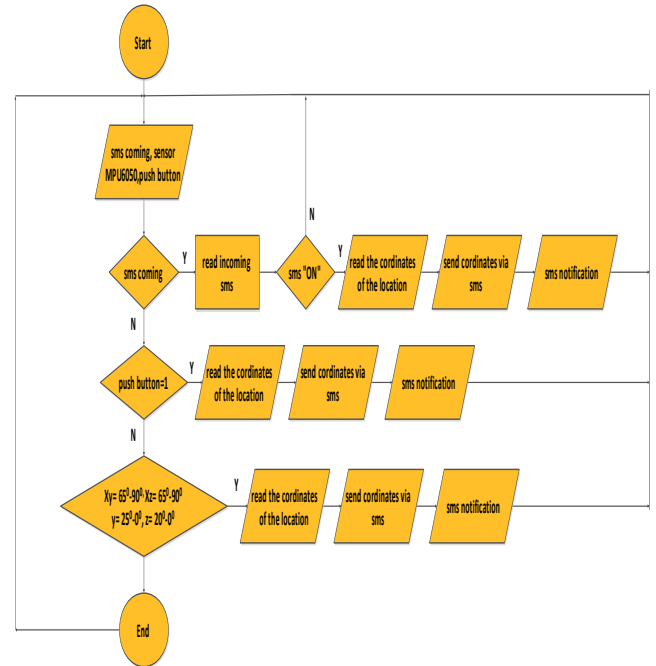 Start
sms coming, sensor
MPU6050,push button
sms coming
Y
read incoming
sms
sms "ON"
N
Y
read the cordinates
of the location
send cordinates via
sms
sms notification
N
push button=1
Y
read the cordinates
of the location
send cordinates via
sms
sms notification
N
Xy= 65⁰-90⁰, Xz= 65⁰-90⁰
y= 25⁰-0⁰, z= 20⁰-0⁰
Y
read the cordinates
of the location
send cordinates via
sms
sms notification
End